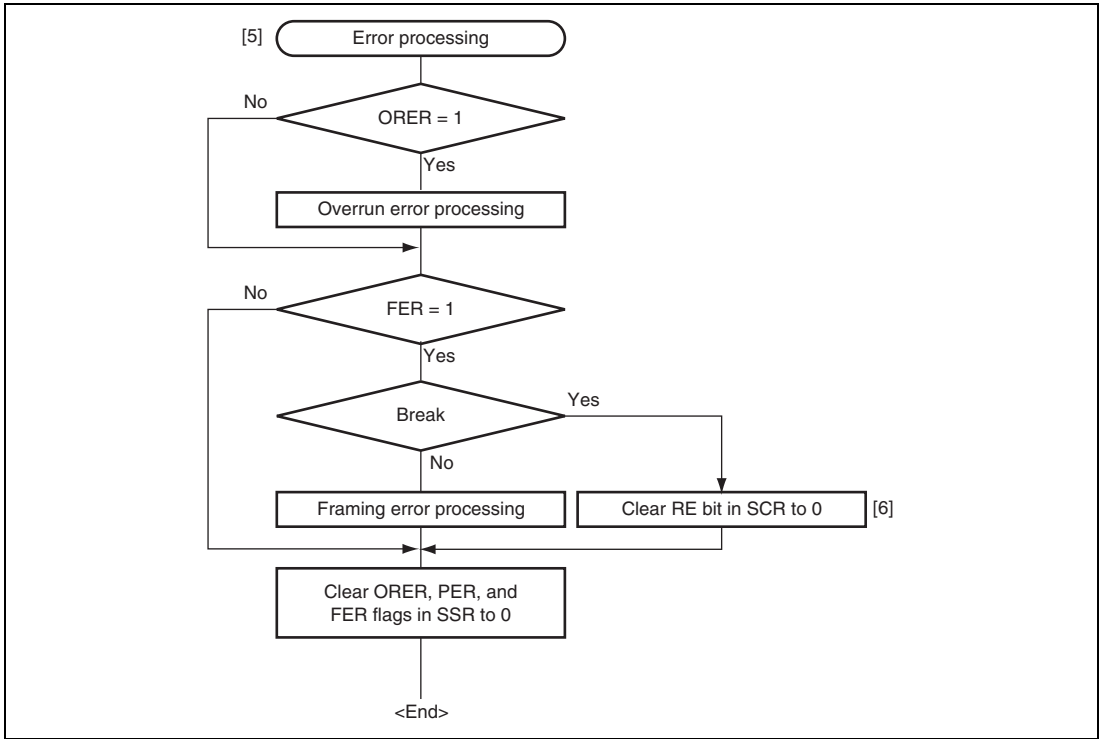 [5] Error processing
No
ORER = 1
Yes
Overrun error processing
No
FER = 1
Yes
Break
Yes
No
Framing error processing
Clear RE bit in SCR to 0 [6]
Clear ORER, PER, and
FER flags in SSR to 0
<End>